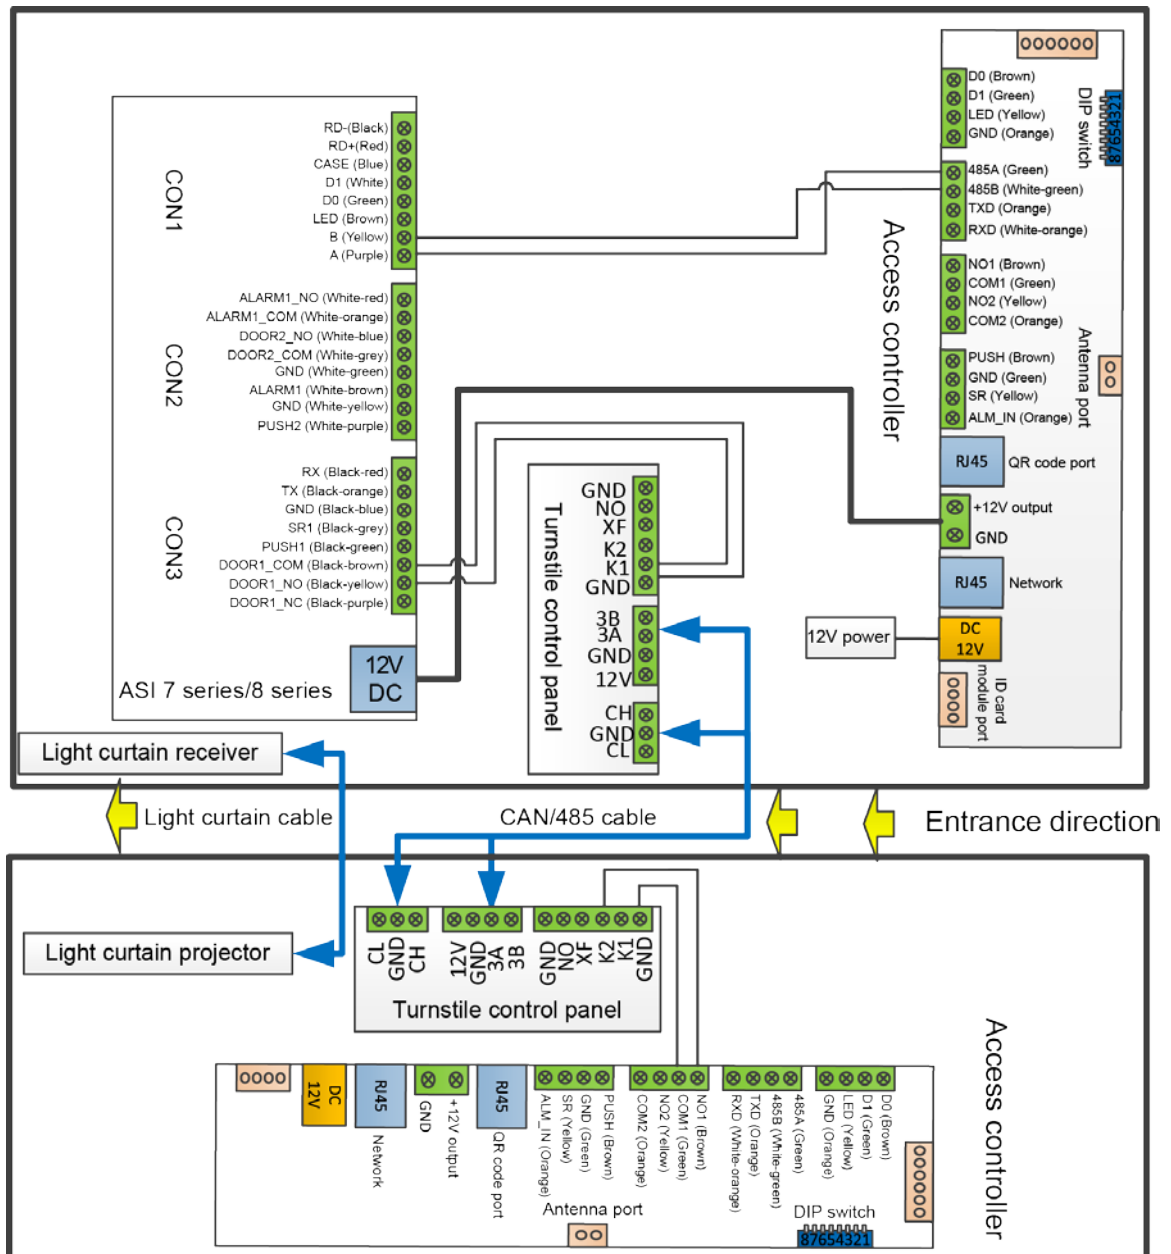 D0 (Brown)
D1 (Green)
LED (Yellow)
GND (Orange)
DIP switch
87654321
485A (Green)
485B (White-green)
TXD (Orange)
RXD (White-orange)
NO1 (Brown)
COM1 (Green)
NO2 (Yellow)
COM2 (Orange)
PUSH (Brown)
GND (Green)
SR (Yellow)
ALM_IN (Orange)
Antenna port
Access controller
RJ45
QR code port
+12V output
GND
RJ45
Network
12V power
DC
12V
ID card
module port
CON1
RD-(Black)
RD+(Red)
CASE (Blue)
D1 (White)
D0 (Green)
LED (Brown)
B (Yellow)
A (Purple)
CON2
ALARM1_NO (White-red)
ALARM1_COM (White-orange)
DOOR2_NO (White-blue)
DOOR2_COM (White-grey)
GND (White-green)
ALARM1 (White-brown)
GND (White-yellow)
PUSH2 (White-purple)
CON3
RX (Black-red)
TX (Black-orange)
GND (Black-blue)
SR1 (Black-grey)
PUSH1 (Black-green)
DOOR1_COM (Black-brown)
DOOR1_NO (Black-yellow)
DOOR1_NC (Black-purple)
ASI 7 series/8 series
12V
DC
Turnstile control panel
GND
NO
XF
K2
K1
GND
3B
3A
GND
12V
CH
GND
CL
Light curtain receiver
Light curtain cable
CAN/485 cable
Entrance direction
Light curtain projector
CL
GND
CH
12V
GND
3A
3B
GND
NO
XF
K2
K1
GND
Turnstile control panel
Access controller
DC
12V
RJ45
Network
GND
+12V output
RJ45
QR code port
ALM_IN (Orange)
SR (Yellow)
GND (Green)
PUSH (Brown)
COM2 (Orange)
NO2 (Yellow)
COM1 (Green)
NO1 (Brown)
RXD (White-orange)
TXD (Orange)
485B (White-green)
485A (Green)
GND (Orange)
LED (Yellow)
D1 (Green)
D0 (Brown)
Antenna port
DIP switch
87654321